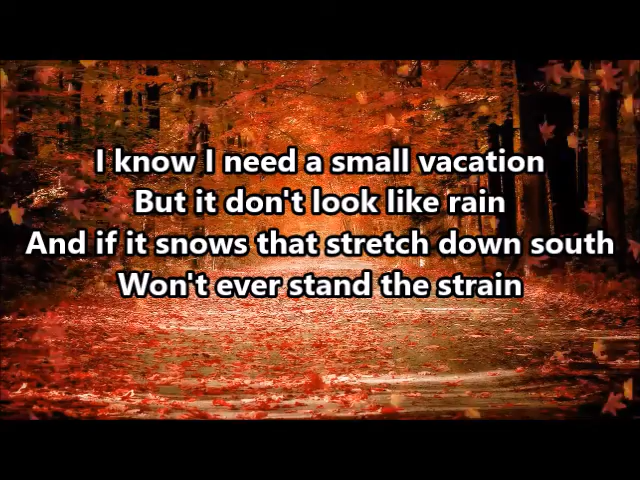 I know I need a small vacation
But it don't look like rain
And if it snows that stretch down south
Won't ever stand the strain